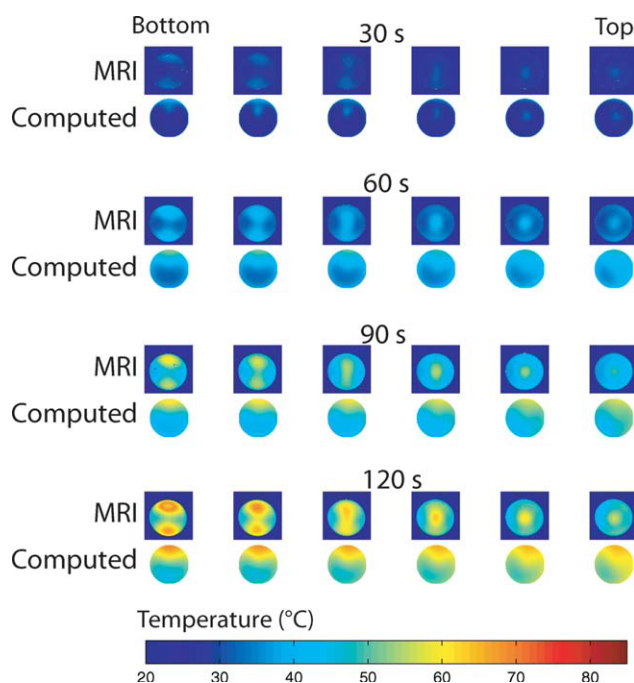 Bottom 30 s Top
MRI
Computed
60 s
MRI
Computed
90 s
MRI
Computed
120 s
MRI
Computed
Temperature (°C)
20 30 40 50 60 70 80